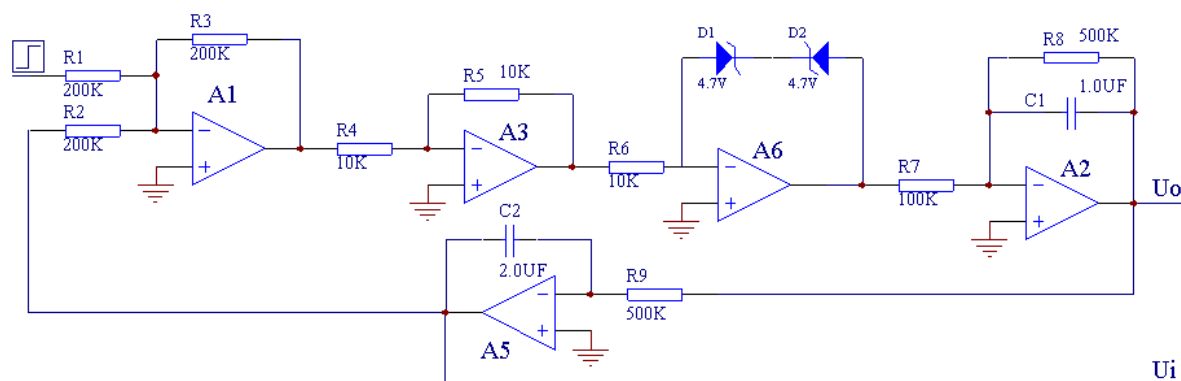 R1
200K
R2
200K
R3
200K
A1
R4
10K
R5 10K
A3
R6
10K
D1
4.7V
D2
4.7V
A6
R7
100K
R8 500K
C1 1.0UF
A2
Uo
C2
2.0UF
A5
R9
500K
Ui